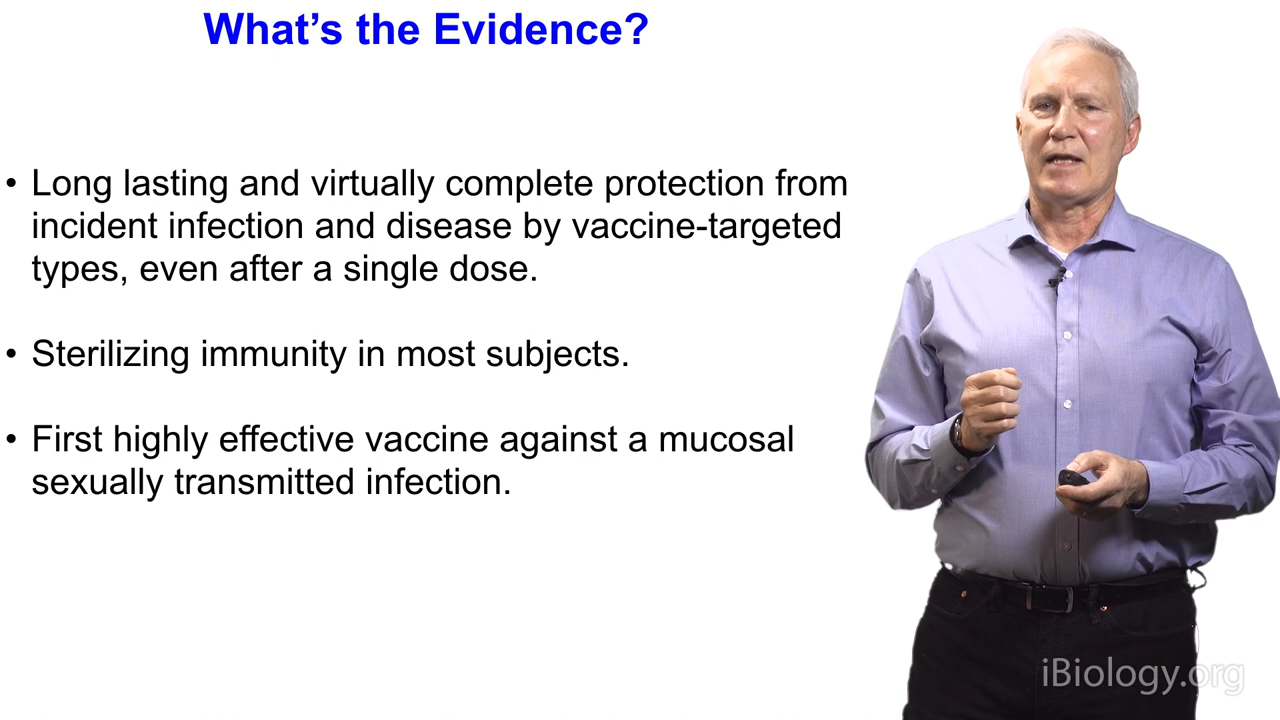 What’s the Evidence?
• Long lasting and virtually complete protection from
incident infection and disease by vaccine-targeted
types, even after a single dose.
• Sterilizing immunity in most subjects.
• First highly effective vaccine against a mucosal
sexually transmitted infection.
iBiology.org